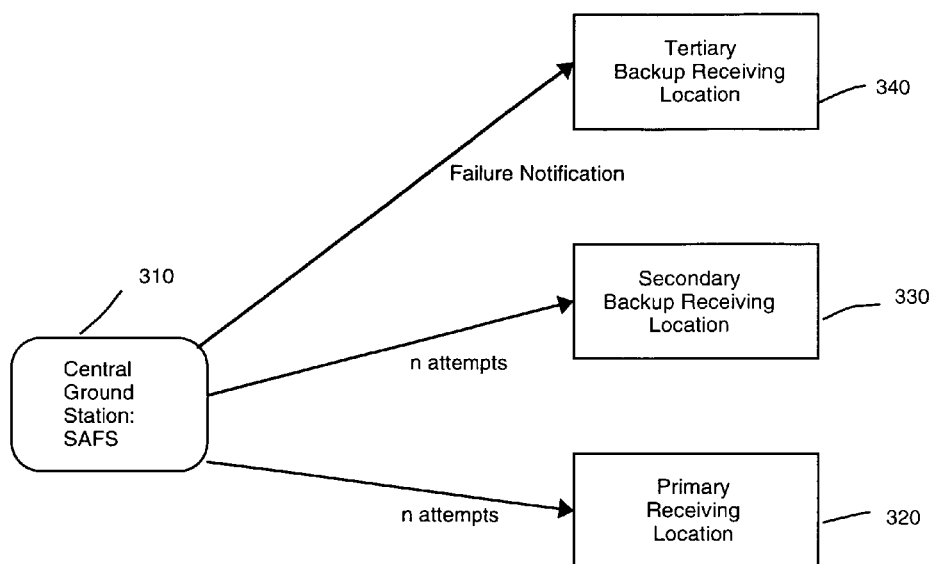 Tertiary
Backup Receiving
Location
340
Failure Notification
310
Secondary
Backup Receiving
Location
330
n attempts
Central
Ground
Station:
SAFS
Primary
Receiving
Location
320
n attempts